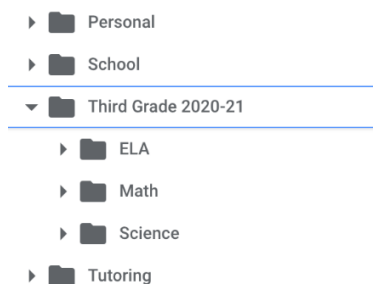 Personal
School
Third Grade 2020-21
ELA
Math
Science
Tutoring